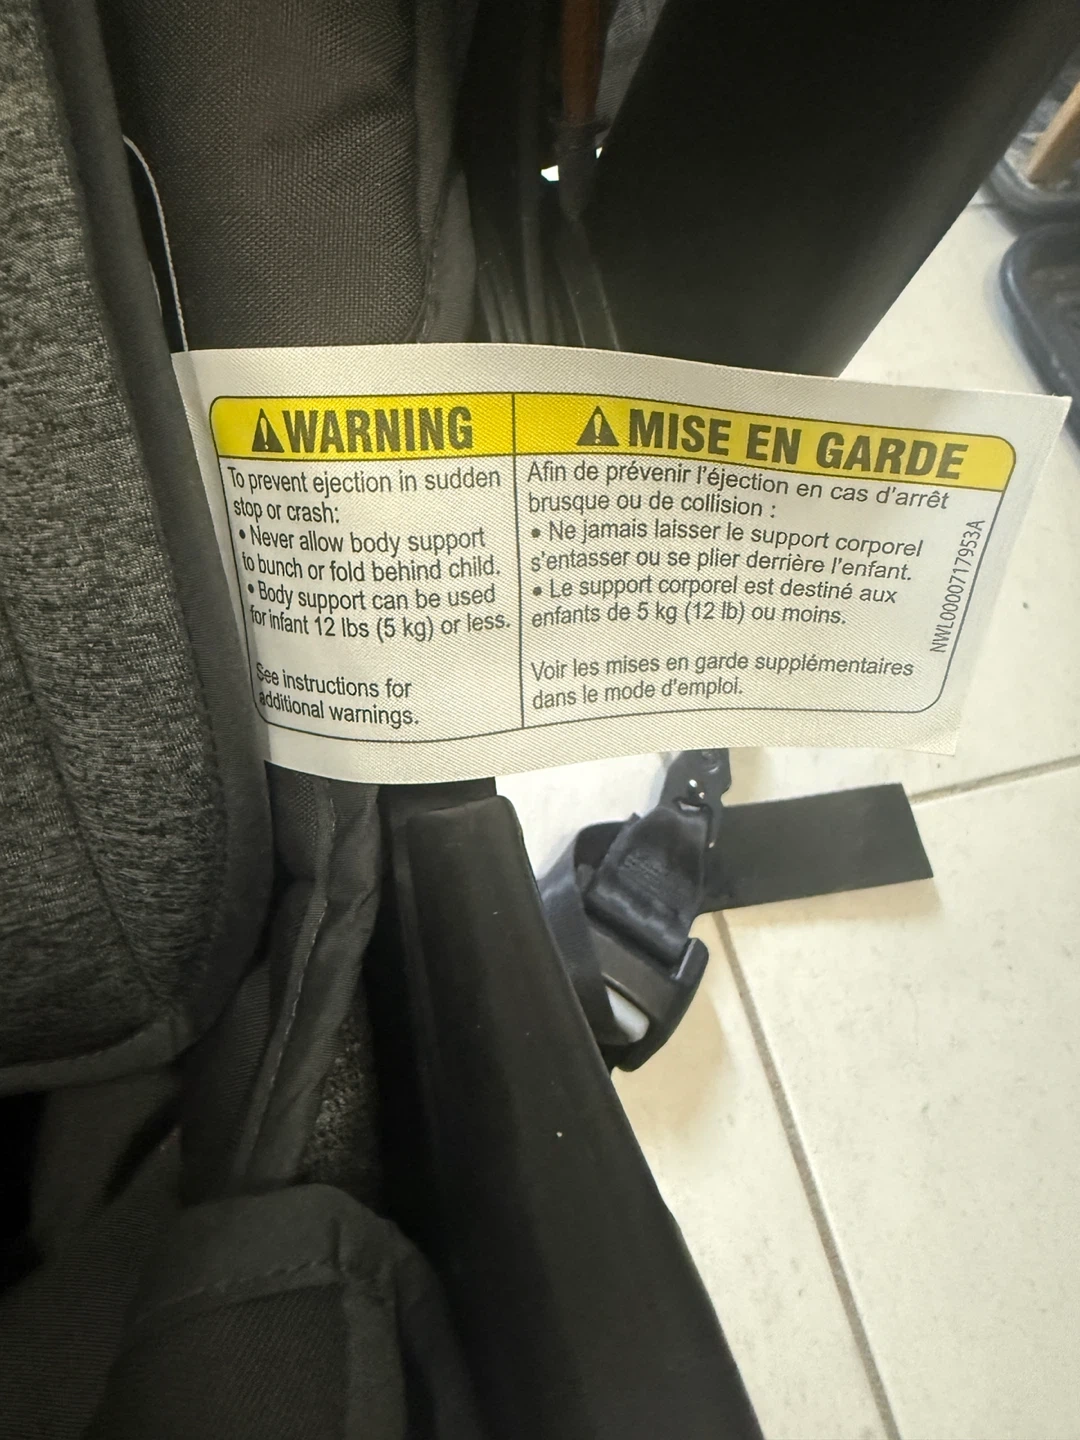 WARNING
To prevent ejection in sudden
stop or crash:
• Never allow body support
to bunch or fold behind child.
• Body support can be used
for infant 12 lbs (5 kg) or less.
See instructions for
additional warnings.
MISE EN GARDE
Afin de prévenir l'éjection en cas d'arrêt
brusque ou de collision :
• Ne jamais laisser le support corporel
s'entasser ou se plier derrière l'enfant.
• Le support corporel est destiné aux
enfants de 5 kg (12 lb) ou moins.
Voir les mises en garde supplémentaires
dans le mode d'emploi.
NWL0000717953A